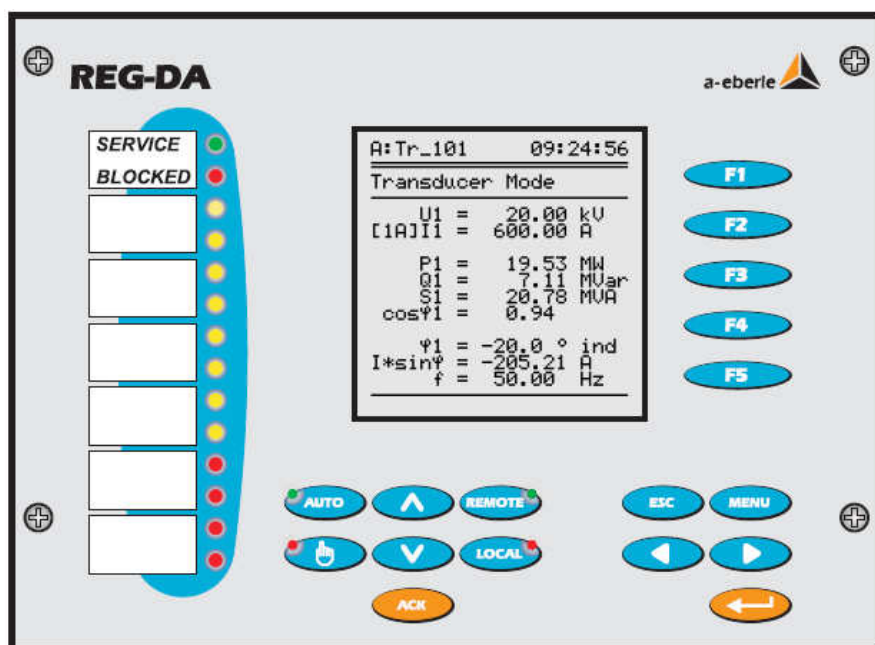 REG-DA
a-eberle
SERVICE
BLOCKED
A:Tr_101 09:24:56
Transducer Mode
U1 = 20.00 kV
[1A]I1 = 600.00 A
P1 = 19.53 MW
Q1 = 7.11 MVar
S1 = 20.78 MVA
cosφ1 = 0.94
φ1 = -20.0 ° ind
I*sinφ = -205.21 A
f = 50.00 Hz
F1
F2
F3
F4
F5
AUTO
REMOTE
ESC
MENU
LOCAL
ACK